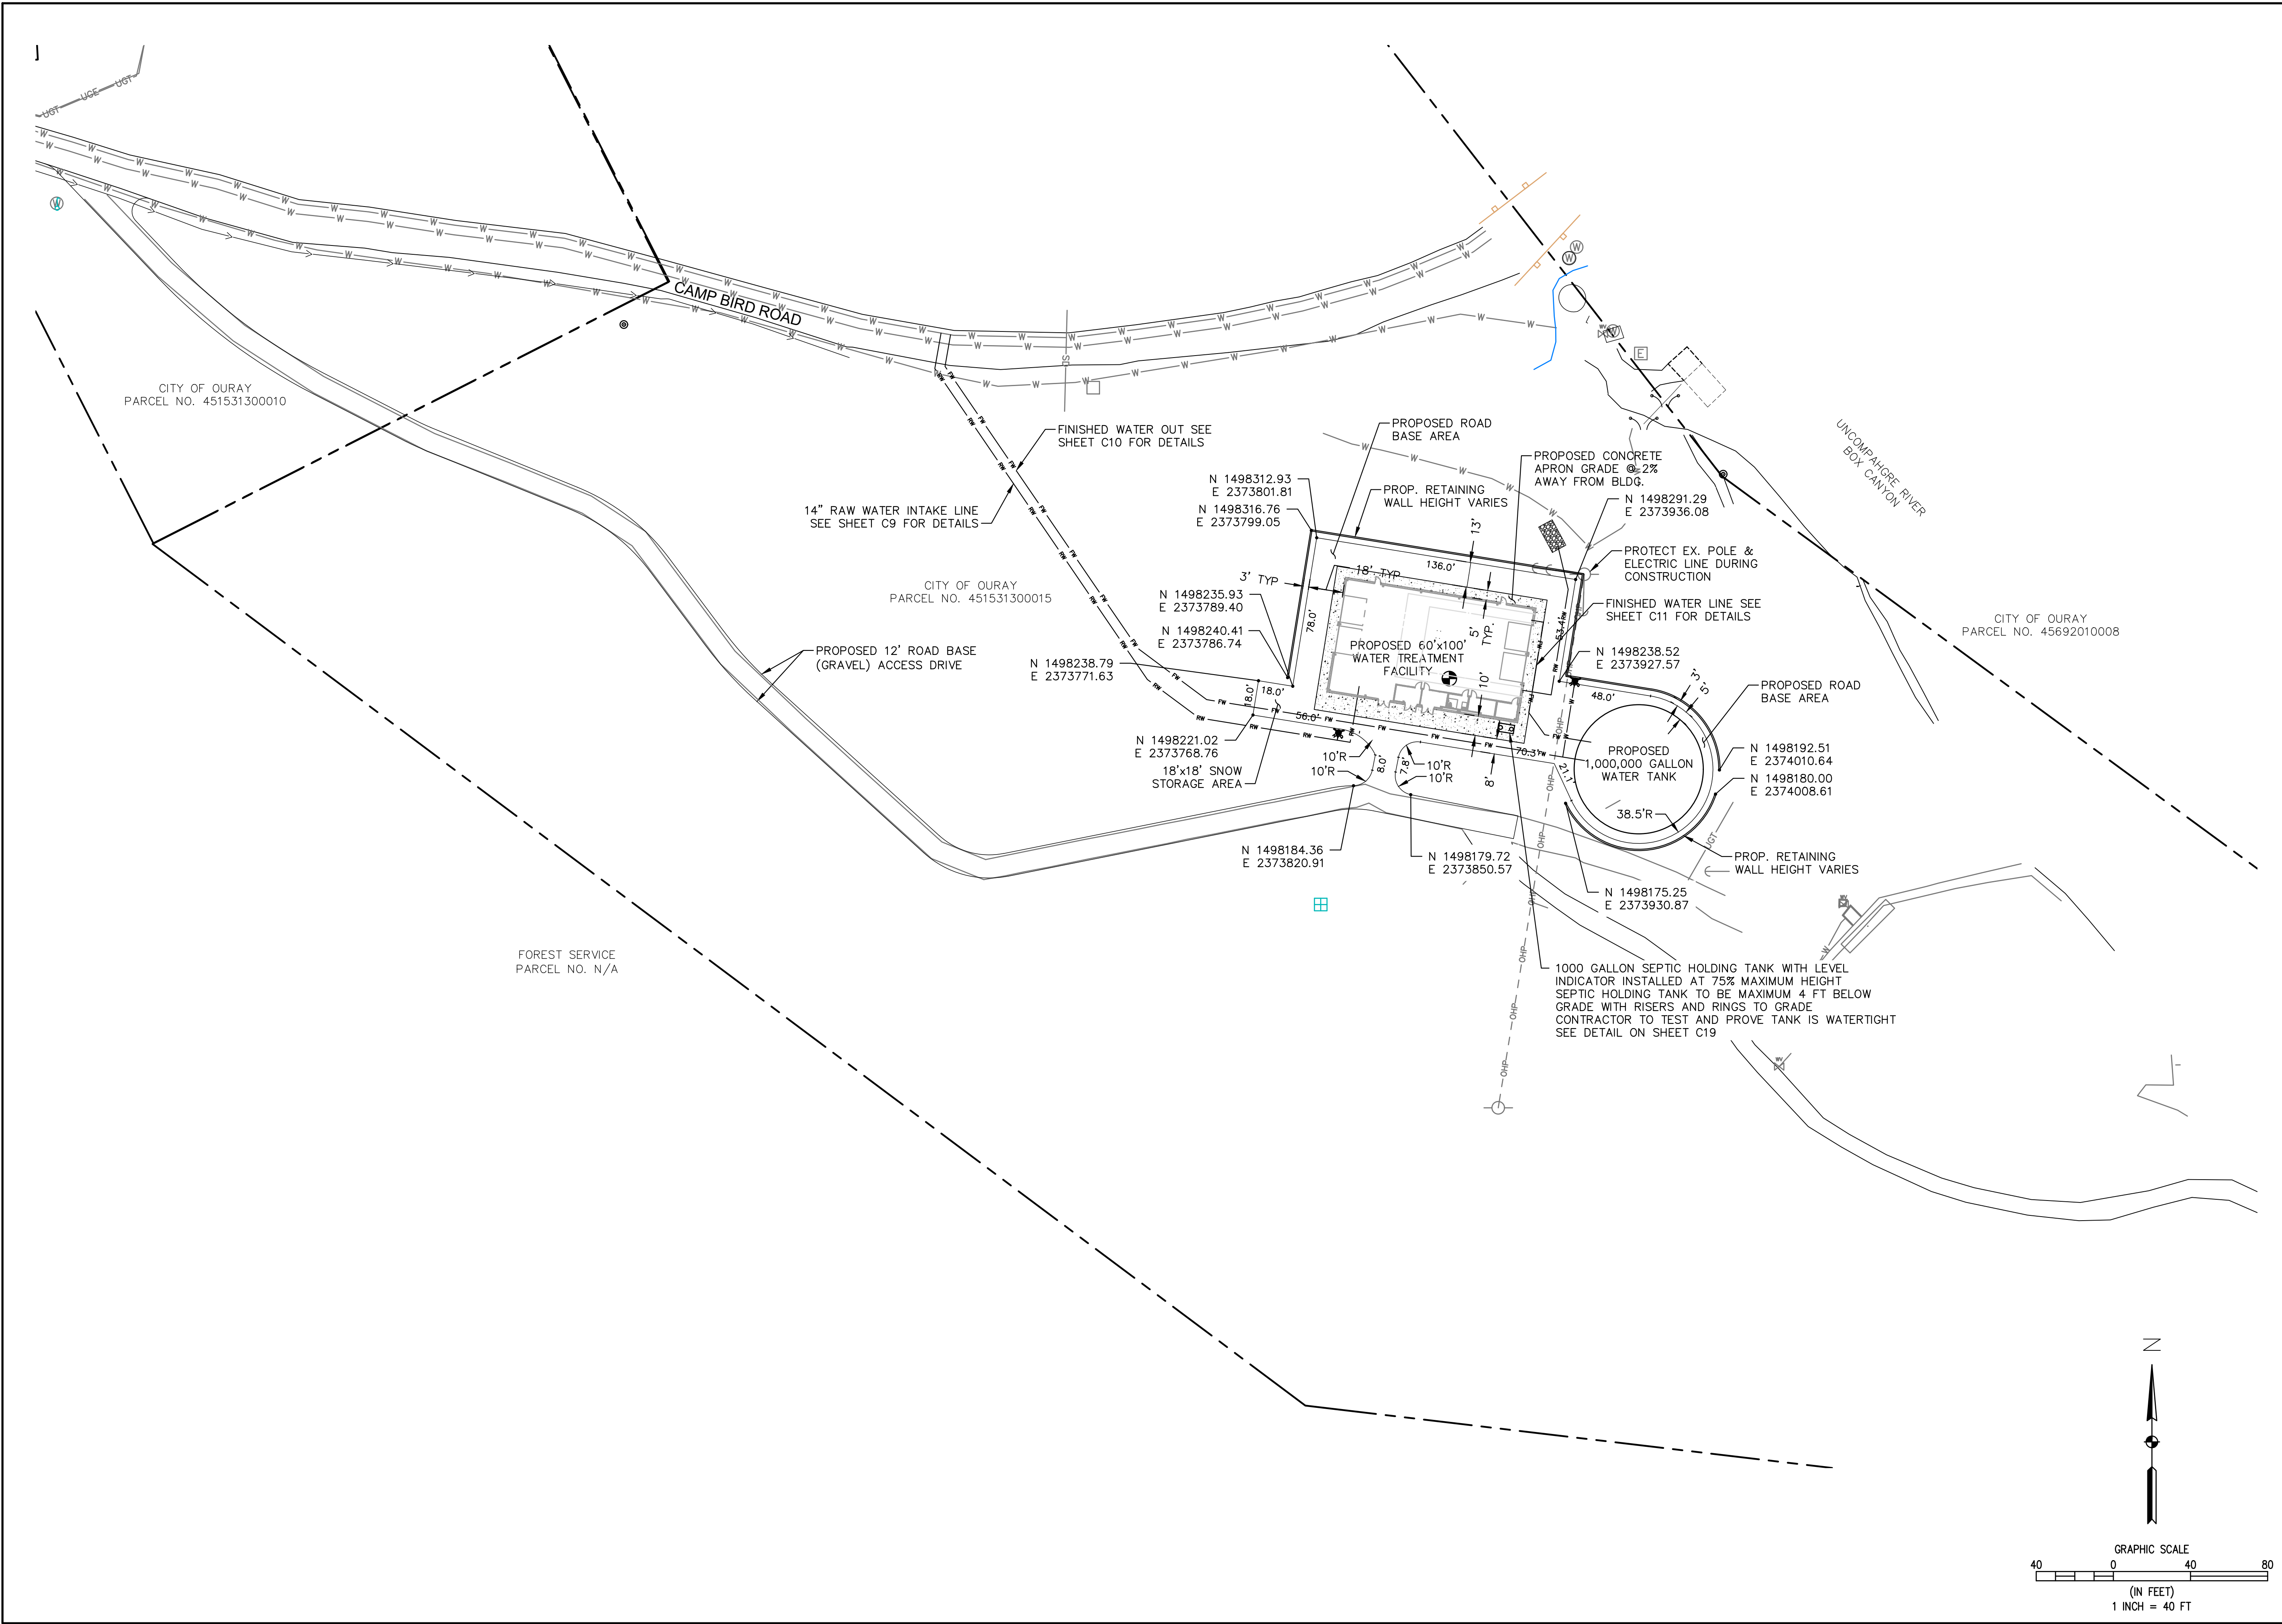 UGT
UGE
UGT
CAMP BIRD ROAD
CITY OF OURAY
PARCEL NO. 451531300010
FINISHED WATER OUT SEE
SHEET C10 FOR DETAILS
14" RAW WATER INTAKE LINE
SEE SHEET C9 FOR DETAILS
CITY OF OURAY
PARCEL NO. 451531300015
PROPOSED 12' ROAD BASE
(GRAVEL) ACCESS DRIVE
PROPOSED ROAD
BASE AREA
PROPOSED CONCRETE
APRON GRADE @ 2%
AWAY FROM BLDG.
PROP. RETAINING
WALL HEIGHT VARIES
N 1498312.93
E 2373801.81
N 1498316.76
E 2373799.05
N 1498291.29
E 2373936.08
PROTECT EX. POLE &
ELECTRIC LINE DURING
CONSTRUCTION
UNCOMPAHGRE RIVER
BOX CANYON
CITY OF OURAY
PARCEL NO. 45692010008
13'
136.0'
18' TYP
3' TYP
N 1498235.93
E 2373789.40
N 1498240.41
E 2373786.74
N 1498238.79
E 2373771.63
78.0'
5'
TYP.
53.4'
FINISHED WATER LINE SEE
SHEET C11 FOR DETAILS
PROPOSED 60'x100'
WATER TREATMENT
FACILITY
10'
N 1498238.52
E 2373927.57
48.0'
3'
5'
PROPOSED ROAD
BASE AREA
18.0'
18.0'
56.0'
N 1498221.02
E 2373768.76
18'x18' SNOW
STORAGE AREA
10'R
10'R
8.0'
7.8'
10'R
10'R
8'
70.3'
21.1'
PROPOSED
1,000,000 GALLON
WATER TANK
38.5'R
N 1498192.51
E 2374010.64
N 1498180.00
E 2374008.61
N 1498184.36
E 2373820.91
N 1498179.72
E 2373850.57
N 1498175.25
E 2373930.87
PROP. RETAINING
WALL HEIGHT VARIES
UGT
OHP
FOREST SERVICE
PARCEL NO. N/A
1000 GALLON SEPTIC HOLDING TANK WITH LEVEL
INDICATOR INSTALLED AT 75% MAXIMUM HEIGHT
SEPTIC HOLDING TANK TO BE MAXIMUM 4 FT BELOW
GRADE WITH RISERS AND RINGS TO GRADE
CONTRACTOR TO TEST AND PROVE TANK IS WATERTIGHT
SEE DETAIL ON SHEET C19
N
GRAPHIC SCALE
40 0 40 80
(IN FEET)
1 INCH = 40 FT